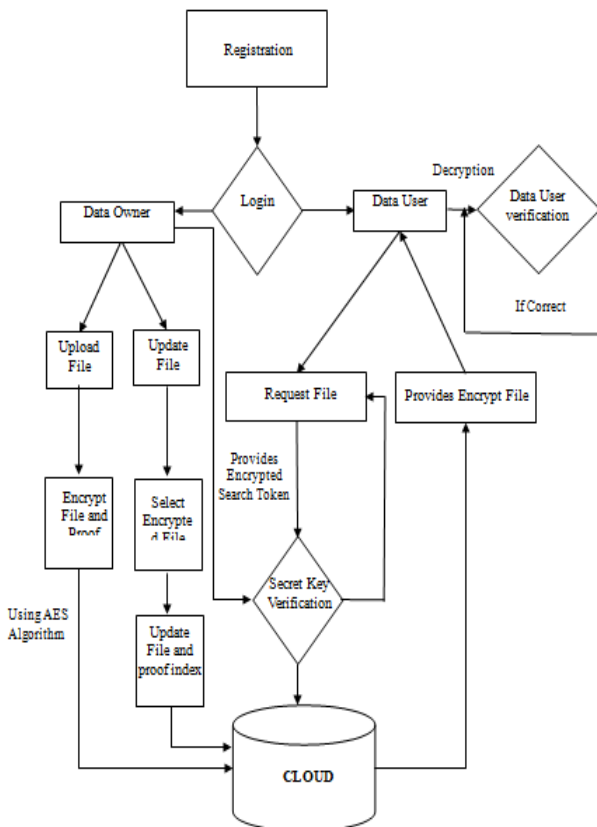 Registration
Login
Decryption
Data User
verification
Data Owner
Data User
If Correct
Upload
File
Update
File
Request File
Provides Encrypt File
Provides
Encrypted
Search Token
Encrypt
File and
Proof
Select
Encrypte
d File
Secret Key
Verification
Using AES
Algorithm
Update
File and
proof index
CLOUD